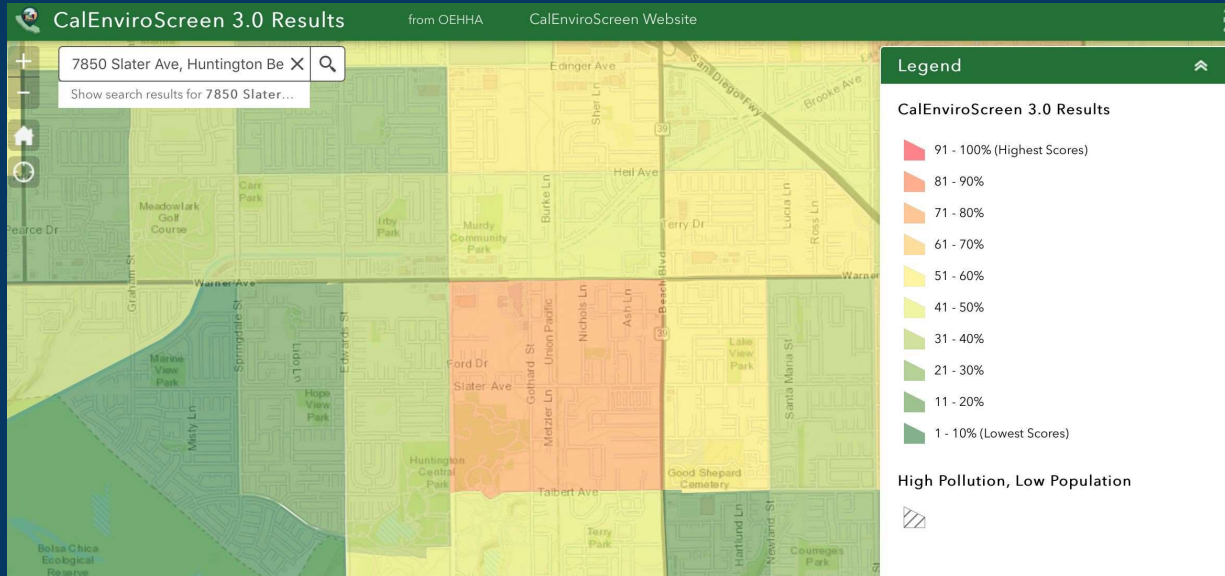 CalEnviroScreen 3.0 Results
from OEHHA
CalEnviroScreen Website
7850 Slater Ave, Huntington Be
Show search results for 7850 Slater...
Legend
CalEnviroScreen 3.0 Results
91 - 100% (Highest Scores)
81 - 90%
71 - 80%
61 - 70%
51 - 60%
41 - 50%
31 - 40%
21 - 30%
11 - 20%
1 - 10% (Lowest Scores)
High Pollution, Low Population
Edinger Ave
San Diego Fwy
Brooke Ave
Sher Ln
39
Heil Ave
Carr
Park
Meadowlark
Golf
Course
Irby
Park
Burke Ln
Murdy
Community
Park
Terry Dr
Lucia Ln
Ross Ln
Pearce Dr
Graham St
Warner Ave
Beach Blvd
Warner
Springdale St
Edwards St
Lido Ln
Union Pacific
Nichols Ln
Ash Ln
39
Marine
View
Park
Ford Dr
Gothard St
Lake
View
Park
Slater Ave
Santa Maria St
Misty Ln
Hope
View
Park
Metzler Ln
Huntington
Central
Park
Good Shepard
Cemetery
Talbert Ave
Terry
Park
Hartlund Ln
Newland St
Courreges
Park
Bolsa Chica
Ecological
Reserve